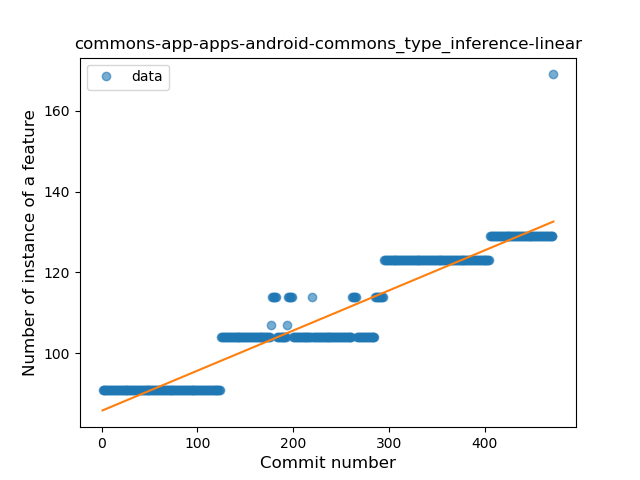 commons-app-apps-android-commons_type_inference-linear
data
Number of instance of a feature
160
140
120
100
0 100 200 300 400
Commit number